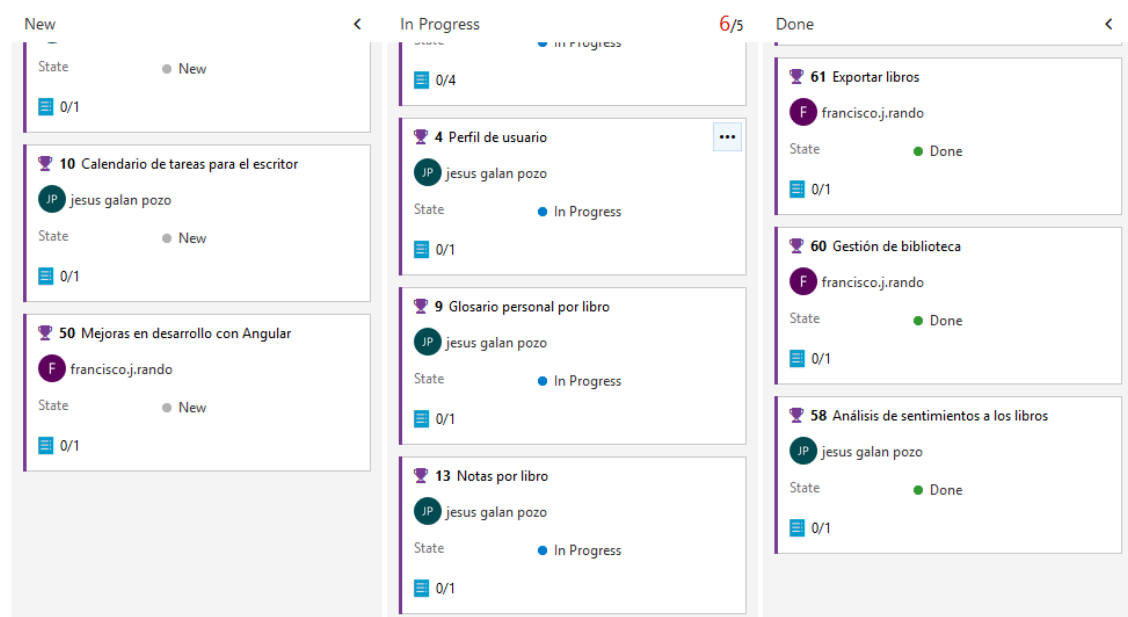 New
State New
0/1
10 Calendario de tareas para el escritor
JP jesus galan pozo
State New
0/1
50 Mejoras en desarrollo con Angular
F francisco.j.rando
State New
0/1
In Progress 6/5
State In Progress
0/4
4 Perfil de usuario
JP jesus galan pozo
State In Progress
0/1
9 Glosario personal por libro
JP jesus galan pozo
State In Progress
0/1
13 Notas por libro
JP jesus galan pozo
State In Progress
0/1
Done
61 Exportar libros
F francisco.j.rando
State Done
0/1
60 Gestión de biblioteca
F francisco.j.rando
State Done
0/1
58 Análisis de sentimientos a los libros
JP jesus galan pozo
State Done
0/1